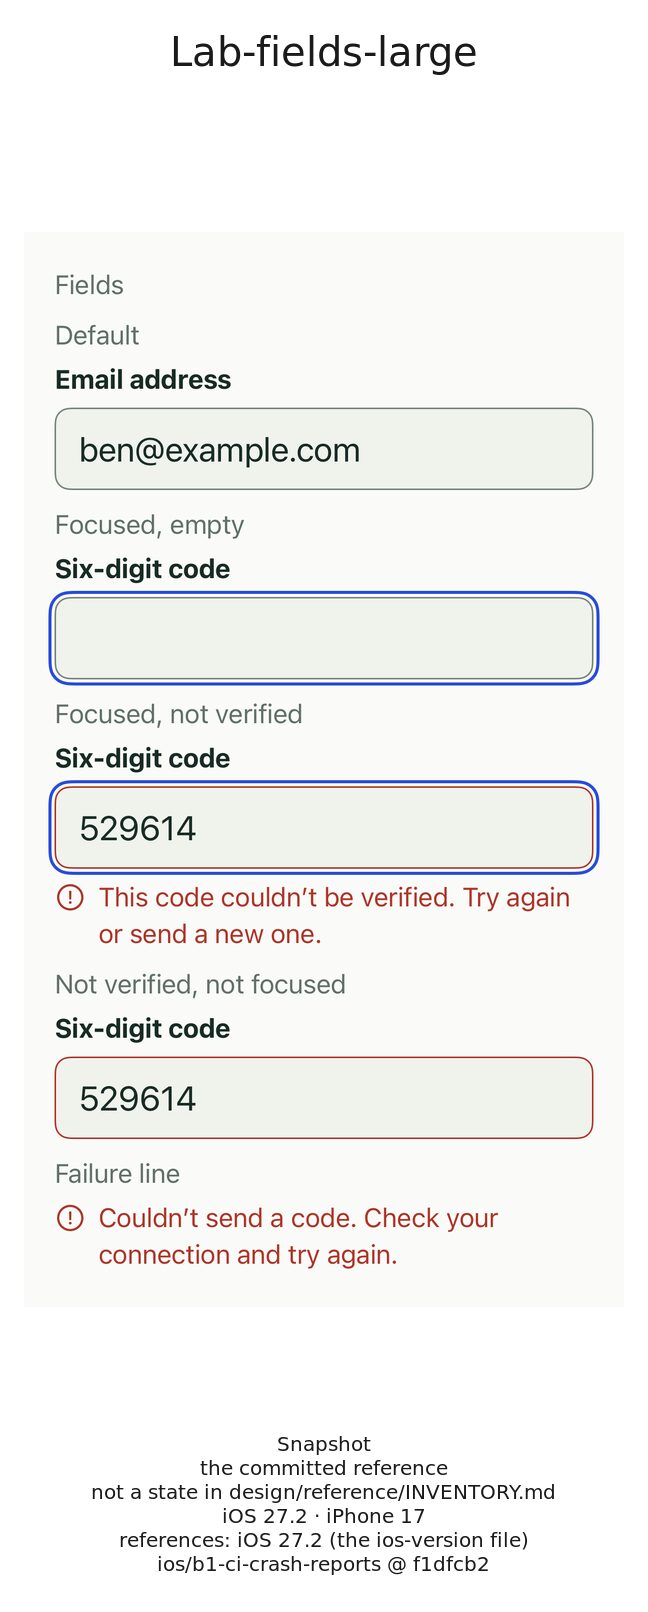 Lab-fields-large
Fields
Default
Email address
ben@example.com
Focused, empty
Six-digit code
Focused, not verified
Six-digit code
529614
This code couldn’t be verified. Try again
or send a new one.
Not verified, not focused
Six-digit code
529614
Failure line
Couldn’t send a code. Check your
connection and try again.
Snapshot
the committed reference
not a state in design/reference/INVENTORY.md
iOS 27.2 · iPhone 17
references: iOS 27.2 (the ios-version file)
ios/b1-ci-crash-reports @ f1dfcb2